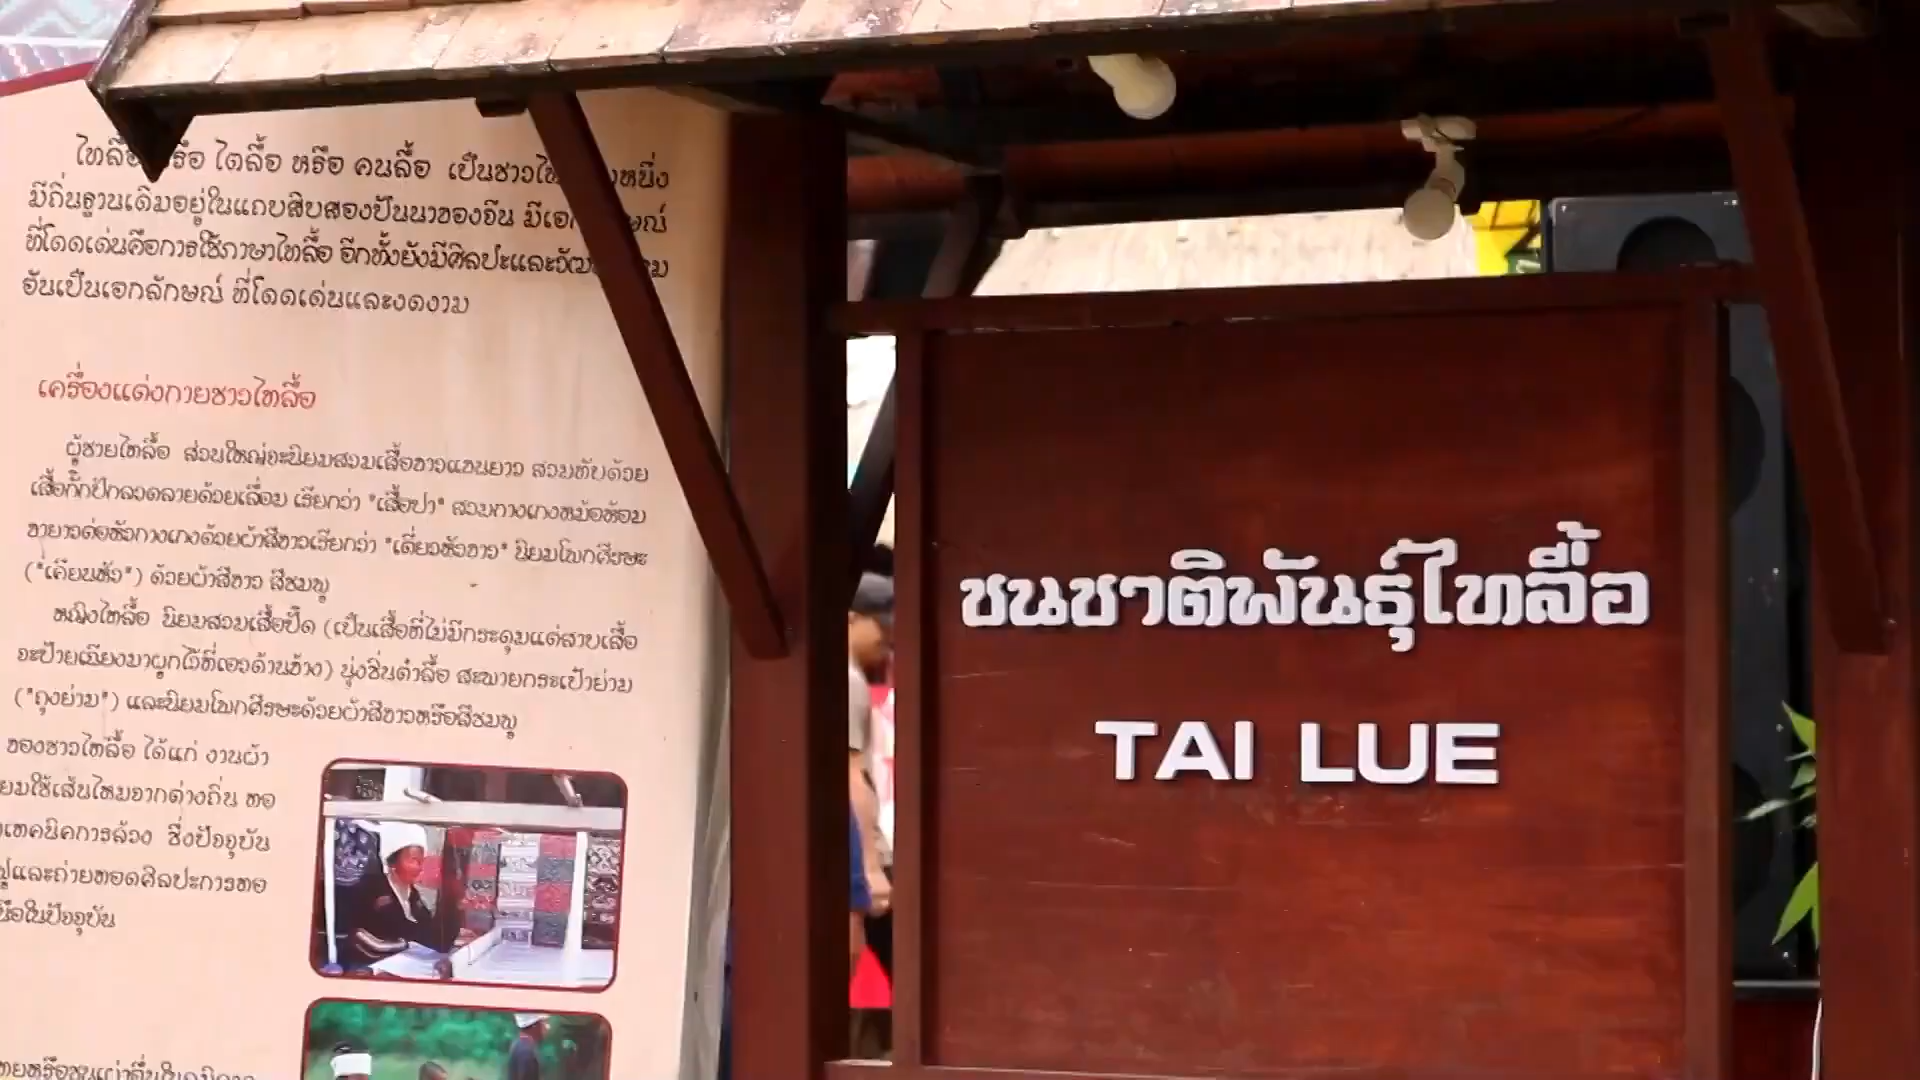 ไทลื้อ หรือ ไตลื้อ หรือ คนลื้อ เป็นชาวไท หนึ่ง
มีถิ่นฐานเดิมอยู่ในแถบสิบสองปันนาของจีน
ที่โดดเด่นคือการใช้ภาษาไทลื้อ อีกทั้งยังมีศิลปะและ
อันเป็นเอกลักษณ์ ที่โดดเด่นและงดงาม
เครื่องแต่งกายชาวไทลื้อ
ผู้ชายไทลื้อ ส่วนใหญ่จะนิยมสวมเสื้อขาวแขนยาว สวมทับด้วย
เสื้อกั๊กปักลวดลายด้วยเลื่อม เรียกว่า "เสื้อปา" สวมกางเกงหม้อห้อม
ขายาวต่อหัวกางเกงด้วยผ้าสีขาวเรียกว่า "เตี่ยวหัวขาว" นิยมโพกศีรษะ
("เคียนหัว") ด้วยผ้าสีขาว สีชมพู
หญิงไทลื้อ นิยมสวมเสื้อปั๊ด (เป็นเสื้อที่ไม่มีกระดุมแต่สาบเสื้อ
จะป้ายเฉียงมาผูกไว้ที่เอวด้านข้าง) นุ่งซิ่นต๋าลื้อ สะพายกระเป๋าย่าม
("ถุงย่าม") และนิยมโพกศีรษะด้วยผ้าสีขาวหรือสีชมพู
ของชาวไทลื้อ ได้แก่ งานผ้า
ใช้เส้นไหมจากต่างถิ่น ทอ
เทคนิคการล้วง ซึ่งปัจจุบัน
และถ่ายทอดศิลปะการทอ
ในปัจจุบัน
ชนชาติพันธุ์ไทลื้อ
TAI LUE